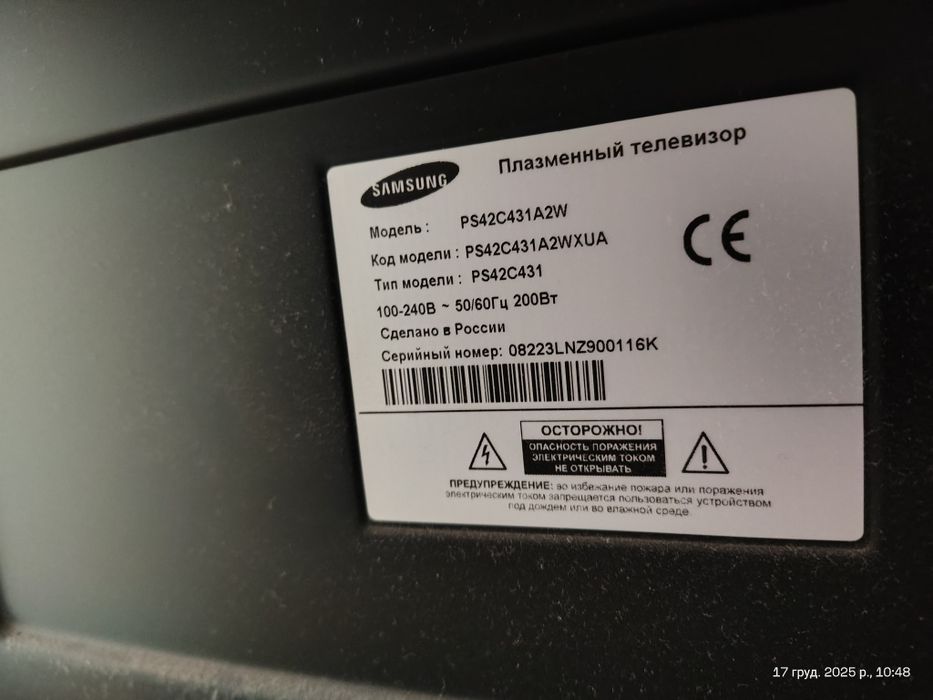 SAMSUNG
Плазменный телевизор
Модель : PS42C431A2W
Код модели : PS42C431A2WXUA
Тип модели : PS42C431
100-240В ~ 50/60Гц 200Вт
Сделано в России
Серийный номер: 08223LNZ900116K
CE
ОСТОРОЖНО!
ОПАСНОСТЬ ПОРАЖЕНИЯ
ЭЛЕКТРИЧЕСКИМ ТОКОМ
НЕ ОТКРЫВАТЬ
ПРЕДУПРЕЖДЕНИЕ: во избежание пожара или поражения
электрическим током запрещается пользоваться устройством
под дождем или во влажной среде.
17 груд. 2025 р., 10:48